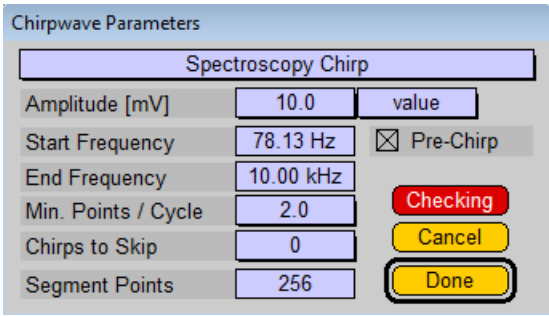 Chirpwave Parameters
Spectroscopy Chirp
Amplitude [mV] 10.0 value
Start Frequency 78.13 Hz Pre-Chirp
End Frequency 10.00 kHz
Min. Points / Cycle 2.0 Checking
Chirps to Skip 0 Cancel
Segment Points 256 Done